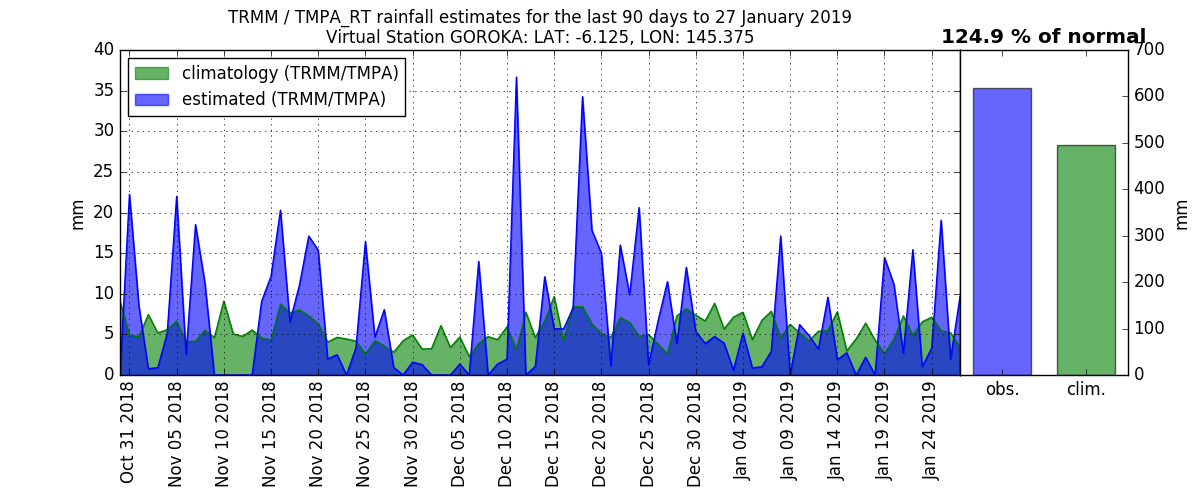 TRMM / TMPA_RT rainfall estimates for the last 90 days to 27 January 2019
Virtual Station GOROKA: LAT: -6.125, LON: 145.375
124.9 % of normal
climatology (TRMM/TMPA)
estimated (TRMM/TMPA)
40
35
30
25
20
15
10
5
0
mm
700
600
500
400
300
200
100
0
mm
Oct 31 2018
Nov 05 2018
Nov 10 2018
Nov 15 2018
Nov 20 2018
Nov 25 2018
Nov 30 2018
Dec 05 2018
Dec 10 2018
Dec 15 2018
Dec 20 2018
Dec 25 2018
Dec 30 2018
Jan 04 2019
Jan 09 2019
Jan 14 2019
Jan 19 2019
Jan 24 2019
obs.
clim.